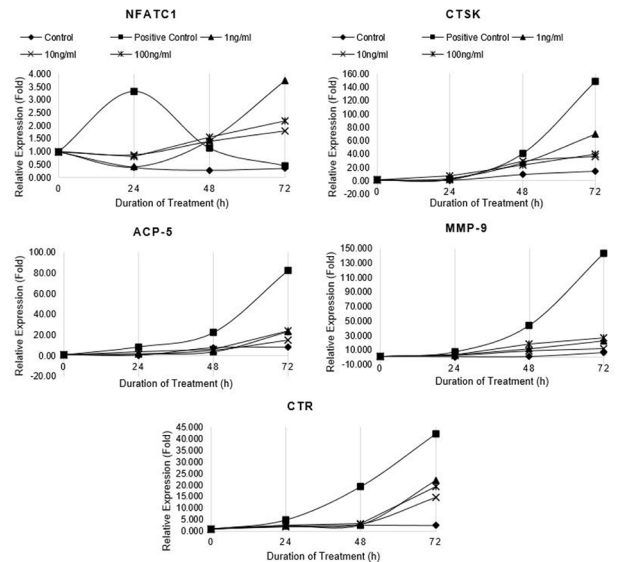 NFATC1
Control Positive Control 1ng/ml
10ng/ml 100ng/ml
Relative Expression (Fold)
4.000
3.500
3.000
2.500
2.000
1.500
1.000
0.500
0.000
0 24 48 72
Duration of Treatment (h)
CTSK
Control Positive Control 1ng/ml
10ng/ml 100ng/ml
Relative Expression (Fold)
160.00
140.00
120.00
100.00
80.00
60.00
40.00
20.00
0.00
-20.00
0 24 48 72
Duration of Treatment (h)
ACP-5
Relative Expression (Fold)
100.00
80.00
60.00
40.00
20.00
0.00
-20.00
0 24 48 72
Duration of Treatment (h)
MMP-9
Relative Expression (Fold)
150.000
130.000
110.000
90.000
70.000
50.000
30.000
10.000
-10.000
0 24 48 72
Duration of Treatment (h)
CTR
Relative Expression (Fold)
45.000
40.000
35.000
30.000
25.000
20.000
15.000
10.000
5.000
0.000
0 24 48 72
Duration of Treatment (h)